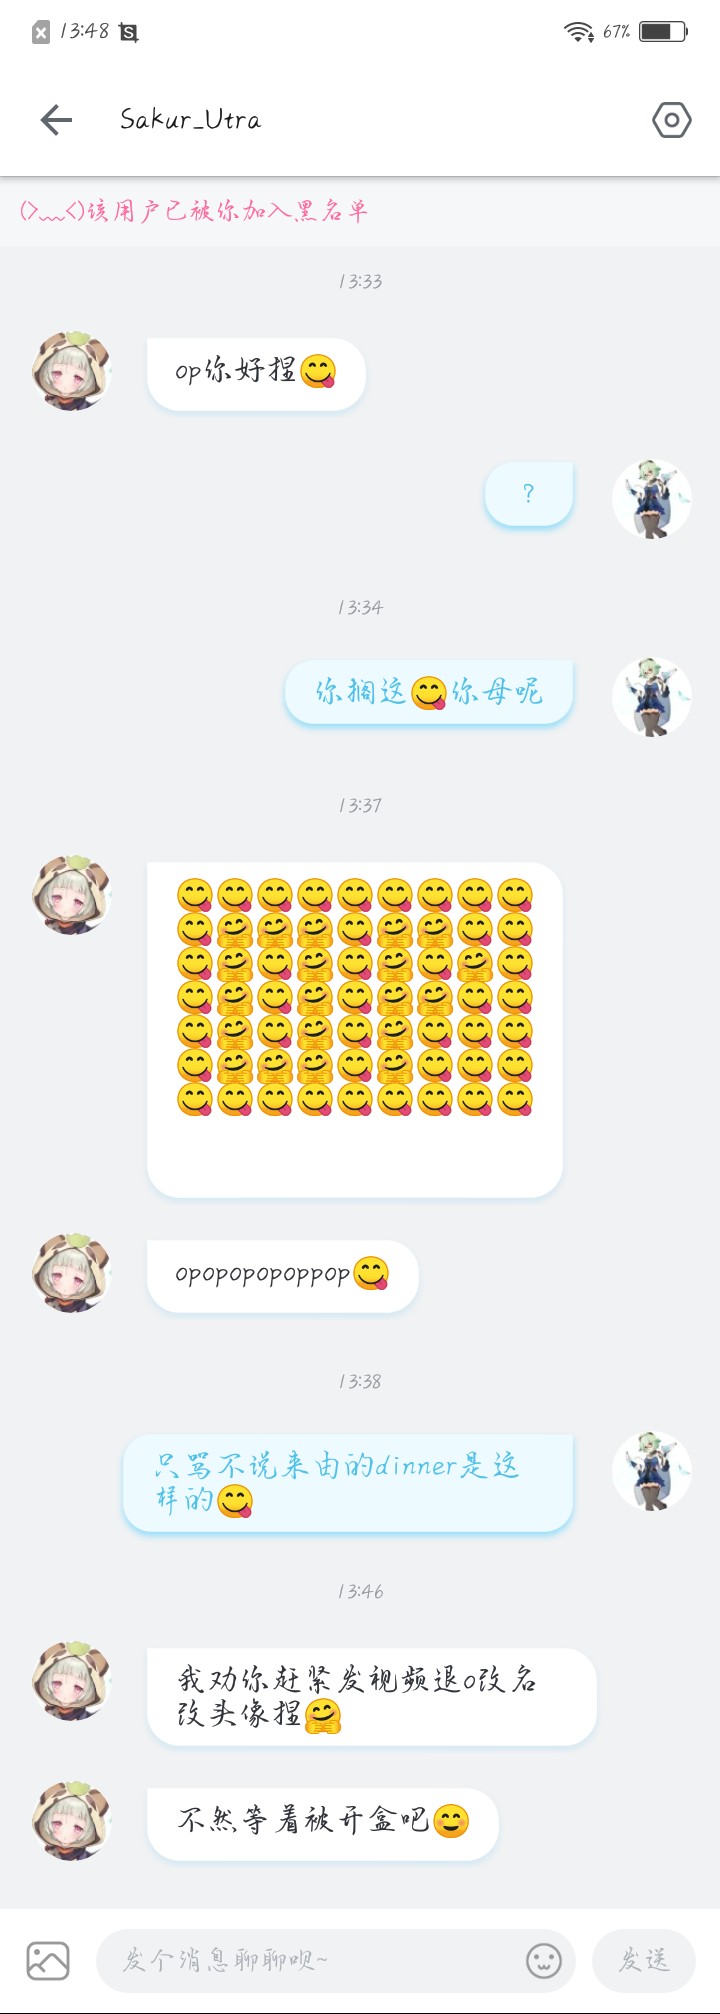 13:48
67%
Sakur_Utra
(>﹏<)该用户已被你加入黑名单
13:33
op你好捏😋
?
13:34
你搁这😋你母呢
13:37
😋😋😋😋😋😋😋😋😋
😋🤗🤗🤗😋🤗🤗😋😋
😋🤗😋🤗😋🤗😋🤗😋
😋🤗😋🤗😋🤗🤗😋😋
😋🤗😋🤗😋🤗😋😋😋
😋🤗🤗🤗😋🤗😋😋😋
😋😋😋😋😋😋😋😋😋
opopopopoppop😋
13:38
只骂不说来由的dinner是这
样的😋
13:46
我劝你赶紧发视频退o改名
改头像捏🤗
不然等着被开盒吧😊
发个消息聊聊呗~
发送